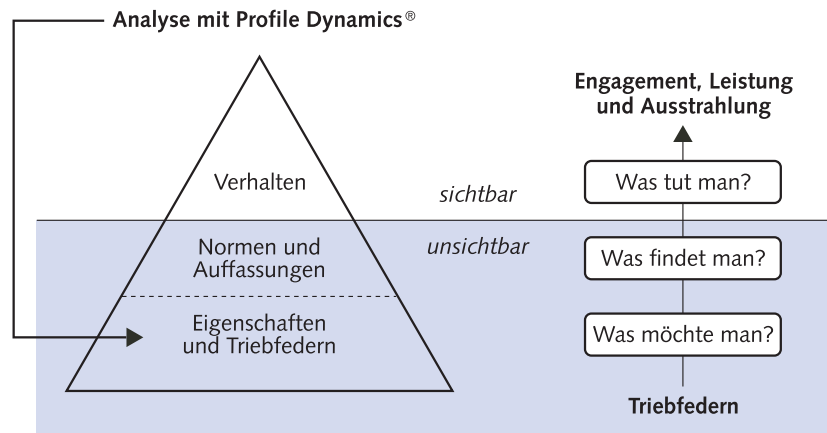 Analyse mit Profile Dynamics®
Engagement, Leistung
und Ausstrahlung
Verhalten
sichtbar
Was tut man?
Normen und
Auffassungen
unsichtbar
Was findet man?
Eigenschaften
und Triebfedern
Was möchte man?
Triebfedern